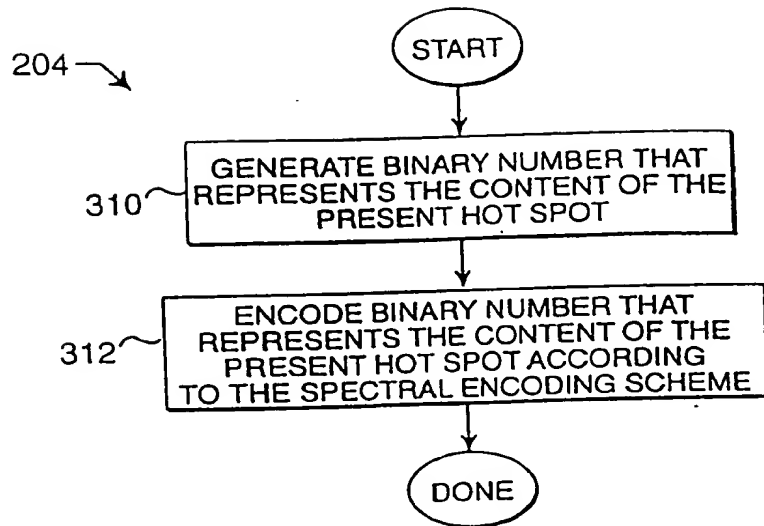 START
204
GENERATE BINARY NUMBER THAT
REPRESENTS THE CONTENT OF THE
PRESENT HOT SPOT.
310
ENCODE BINARY NUMBER THAT
REPRESENTS THE CONTENT OF THE
PRESENT HOT SPOT ACCORDING
TO THE SPECTRAL ENCODING SCHEME
312
DONE